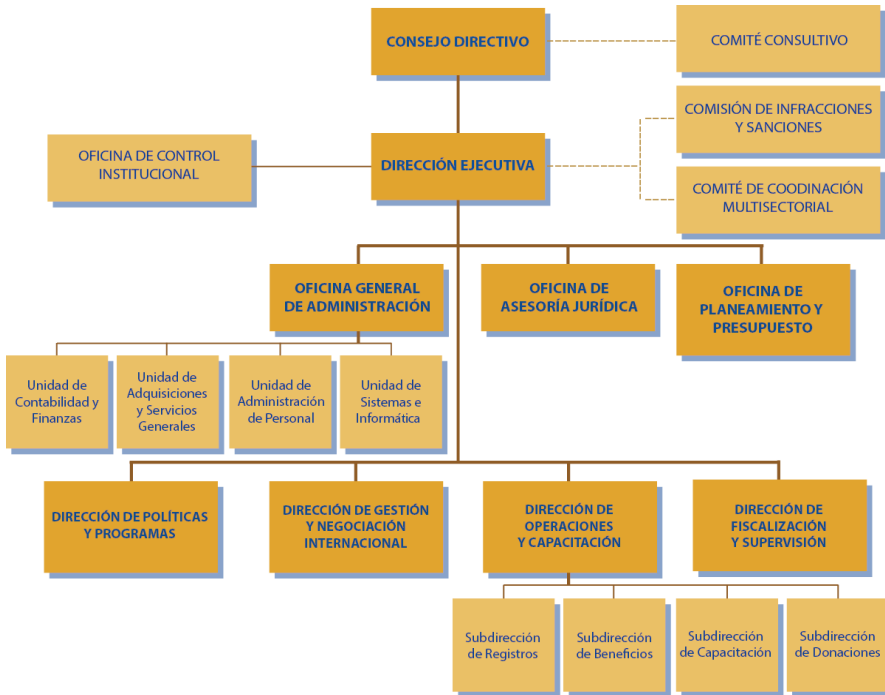 CONSEJO DIRECTIVO
COMITÉ CONSULTIVO
COMISIÓN DE INFRACCIONES
Y SANCIONES
OFICINA DE CONTROL
INSTITUCIONAL
DIRECCIÓN EJECUTIVA
COMITÉ DE COODINACIÓN
MULTISECTORIAL
OFICINA GENERAL
DE ADMINISTRACIÓN
OFICINA DE
ASESORÍA JURÍDICA
OFICINA DE
PLANEAMIENTO Y
PRESUPUESTO
Unidad de
Contabilidad y
Finanzas
Unidad de
Adquisiciones
y Servicios
Generales
Unidad de
Administración
de Personal
Unidad de
Sistemas e
Informática
DIRECCIÓN DE POLÍTICAS
Y PROGRAMAS
DIRECCIÓN DE GESTIÓN
Y NEGOCIACIÓN
INTERNACIONAL
DIRECCIÓN DE
OPERACIONES
Y CAPACITACIÓN
DIRECCIÓN DE
FISCALIZACIÓN
Y SUPERVISIÓN
Subdirección
de Registros
Subdirección
de Beneficios
Subdirección
de Capacitación
Subdirección
de Donaciones